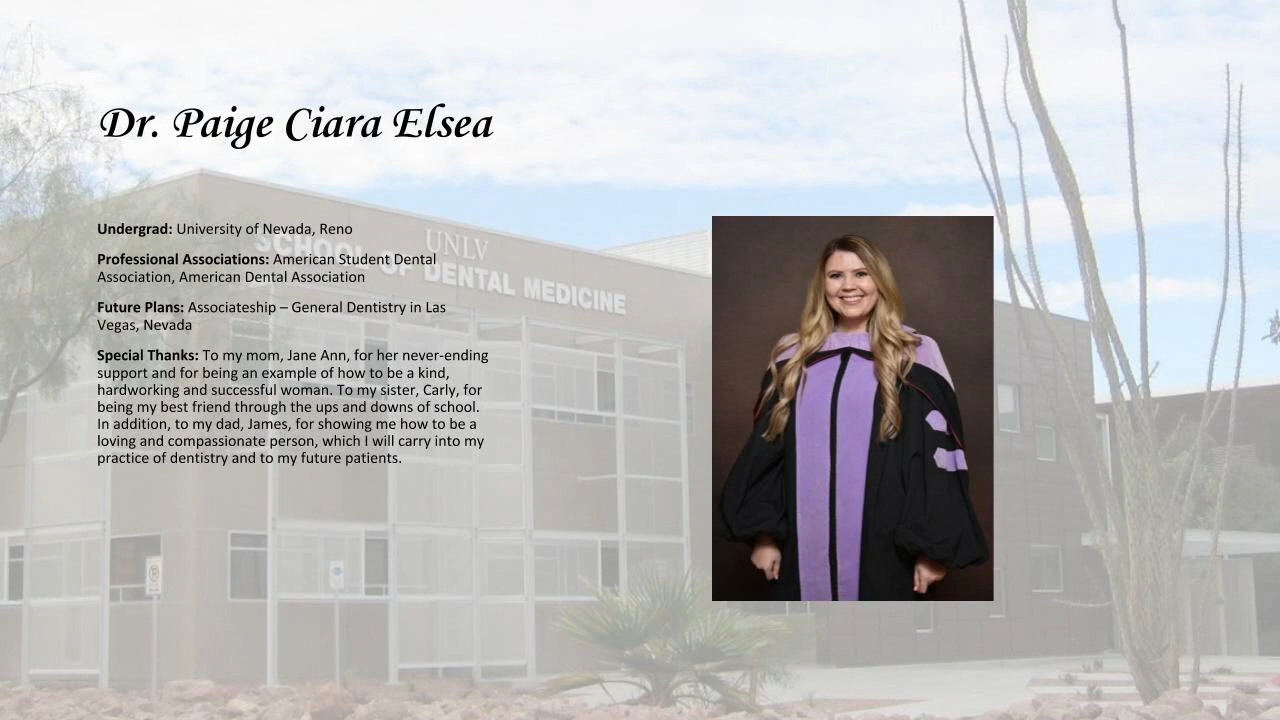 Dr. Paige Ciara Elsea
Undergrad: University of Nevada, Reno
UNLV
SCHOOL OF DENTAL MEDICINE
Professional Associations: American Student Dental
Association, American Dental Association
Future Plans: Associateship – General Dentistry in Las
Vegas, Nevada
Special Thanks: To my mom, Jane Ann, for her never-ending
support and for being an example of how to be a kind,
hardworking and successful woman. To my sister, Carly, for
being my best friend through the ups and downs of school.
In addition, to my dad, James, for showing me how to be a
loving and compassionate person, which I will carry into my
practice of dentistry and to my future patients.